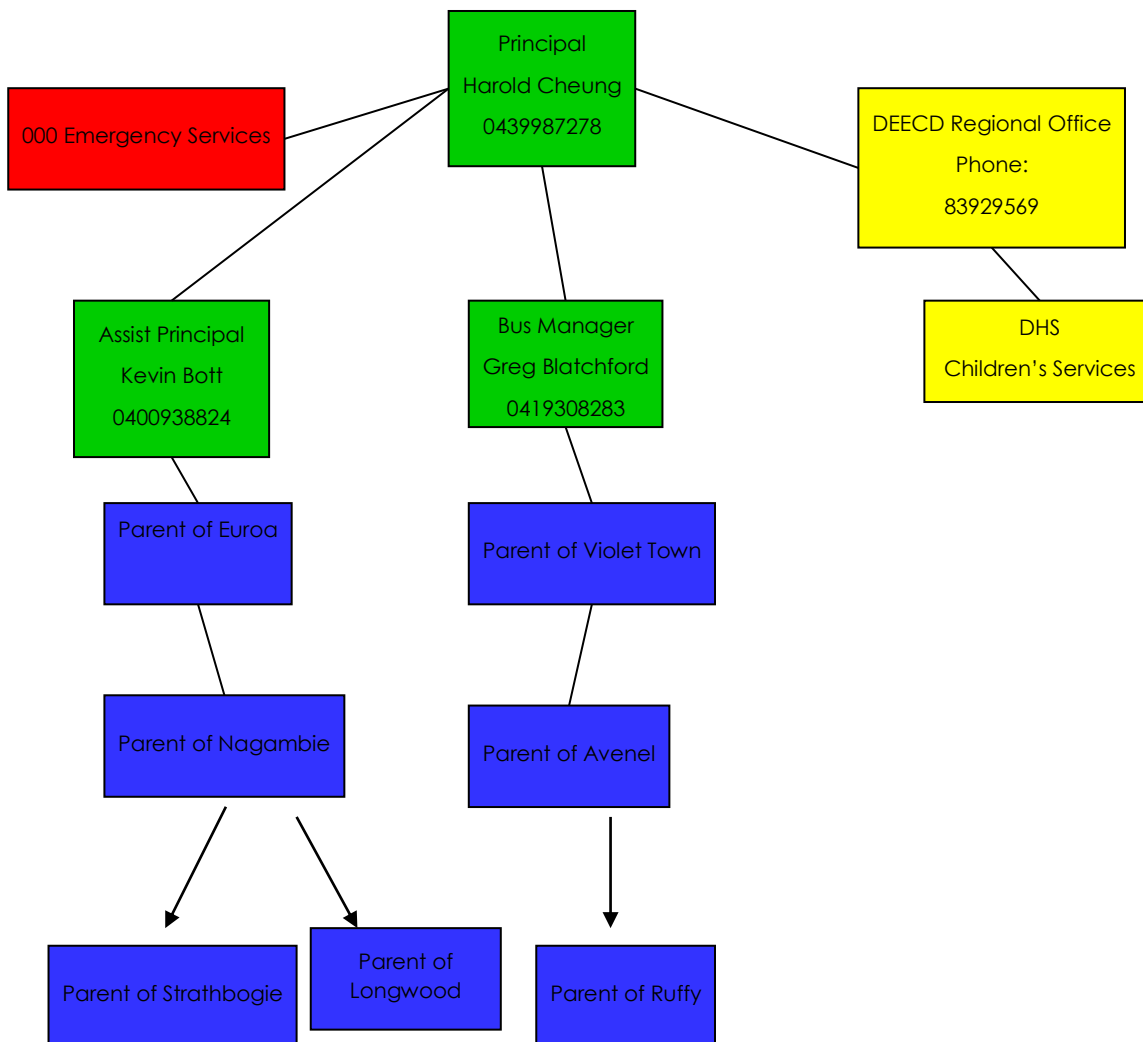 Principal
Harold Cheung
0439987278
000 Emergency Services
DEECD Regional Office
Phone:
83929569
Assist Principal
Kevin Bott
0400938824
Bus Manager
Greg Blatchford
0419308283
DHS
Children’s Services
Parent of Euroa
Parent of Violet Town
Parent of Nagambie
Parent of Avenel
Parent of Strathbogie
Parent of
Longwood
Parent of Ruffy